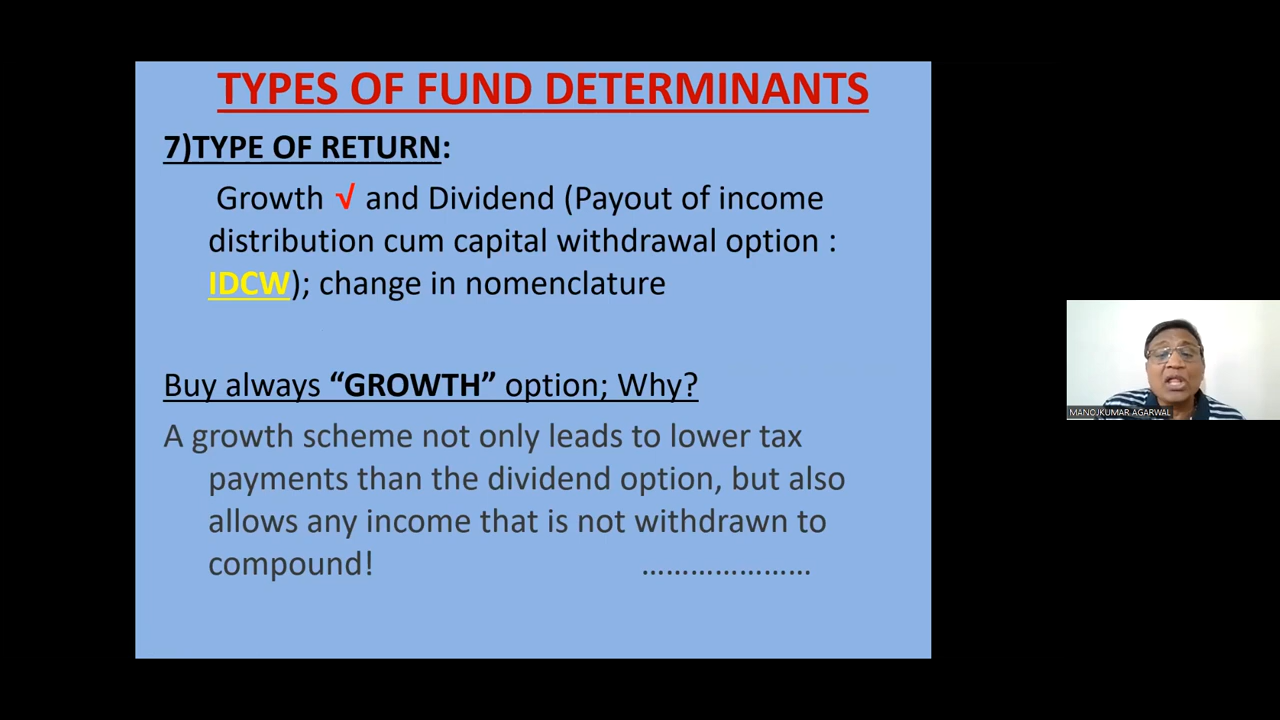 TYPES OF FUND DETERMINANTS
7)TYPE OF RETURN:
Growth √ and Dividend (Payout of income
distribution cum capital withdrawal option :
IDCW); change in nomenclature
Buy always “GROWTH” option; Why?
A growth scheme not only leads to lower tax
payments than the dividend option, but also
allows any income that is not withdrawn to
compound! …………………
MANOJKUMAR AGARWAL